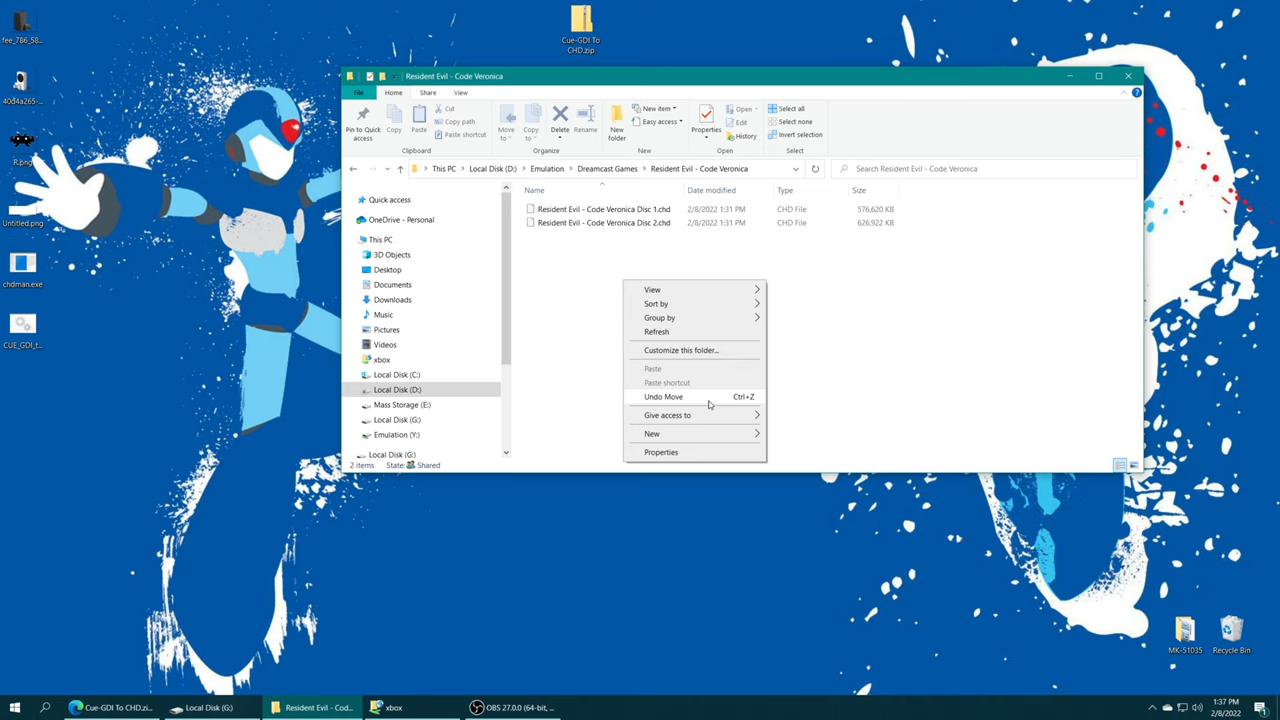 fee_786_58...
40d4a265-...
R.png
Untitled.png
chdman.exe
CUE_GDI_t...
Cue-GDI To
CHD.zip
Resident Evil - Code Veronica
File
Home
Share
View
Pin to Quick
access
Copy
Paste
Cut
Copy path
Paste shortcut
Clipboard
Move
to
Copy
to
Delete
Rename
Organize
New
folder
New item
Easy access
New
Properties
Open
Edit
History
Open
Select all
Select none
Invert selection
Select
This PC > Local Disk (D:) > Emulation > Dreamcast Games > Resident Evil - Code Veronica
Search Resident Evil - Code Veronica
Name Date modified Type Size
Resident Evil - Code Veronica Disc 1.chd 2/8/2022 1:31 PM CHD File 576,620 KB
Resident Evil - Code Veronica Disc 2.chd 2/8/2022 1:31 PM CHD File 626,922 KB
Quick access
OneDrive - Personal
This PC
3D Objects
Desktop
Documents
Downloads
Music
Pictures
Videos
xbox
Local Disk (C:)
Local Disk (D:)
Mass Storage (E:)
Local Disk (G:)
Emulation (Y:)
Local Disk (G:)
2 items State: Shared
View
Sort by
Group by
Refresh
Customize this folder...
Paste
Paste shortcut
Undo Move Ctrl+Z
Give access to
New
Properties
MK-51035
Recycle Bin
Cue-GDI To CHD.zi...
Local Disk (G:)
Resident Evil - Cod...
xbox
OBS 27.0.0 (64-bit, ...
1:37 PM
2/8/2022
1